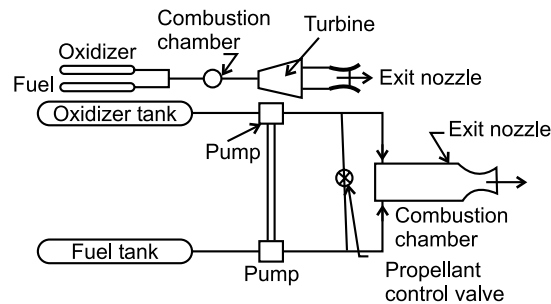 Combustion
chamber
Turbine
Oxidizer
Fuel
Exit nozzle
Oxidizer tank
Pump
Exit nozzle
Combustion
chamber
Fuel tank
Pump
Propellant
control valve